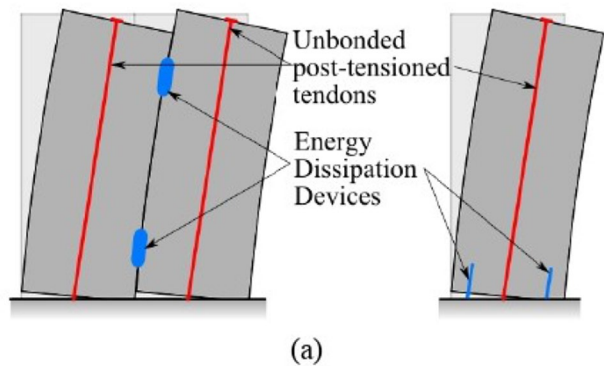 Unbonded
post-tensioned
tendons
Energy
Dissipation
Devices
(a)